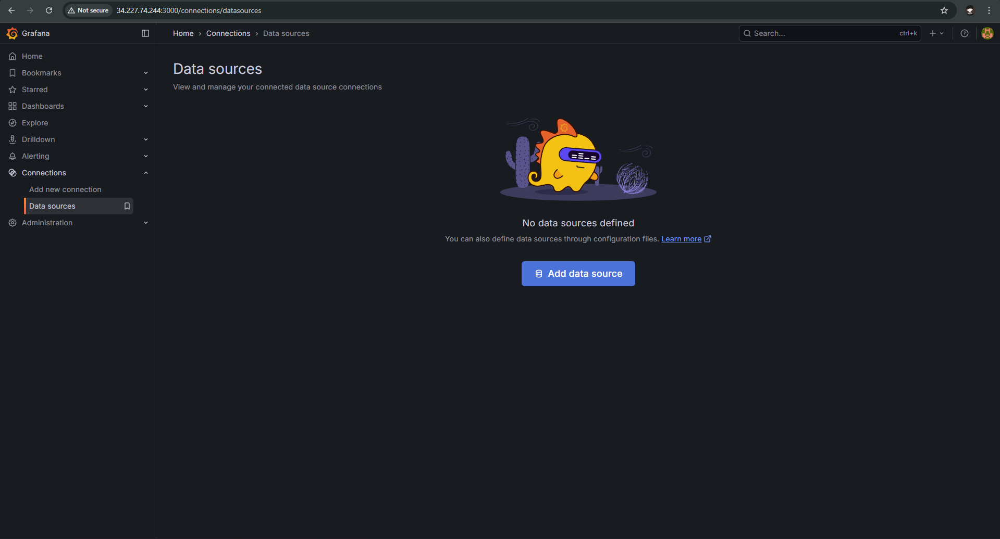 Not secure 34.227.74.244:3000/connections/datasources
Grafana
Home › Connections › Data sources
Search...
ctrl+k
Home
Bookmarks
Starred
Dashboards
Explore
Drilldown
Alerting
Connections
Add new connection
Data sources
Administration
Data sources
View and manage your connected data source connections
No data sources defined
You can also define data sources through configuration files. Learn more
Add data source